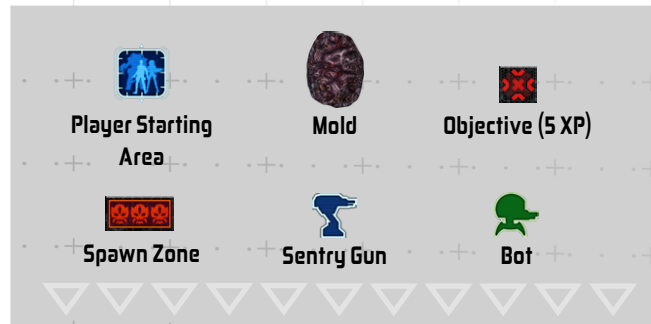 Player Starting
Area
Mold
Objective (5 XP)
Spawn Zone
Sentry Gun
Bot